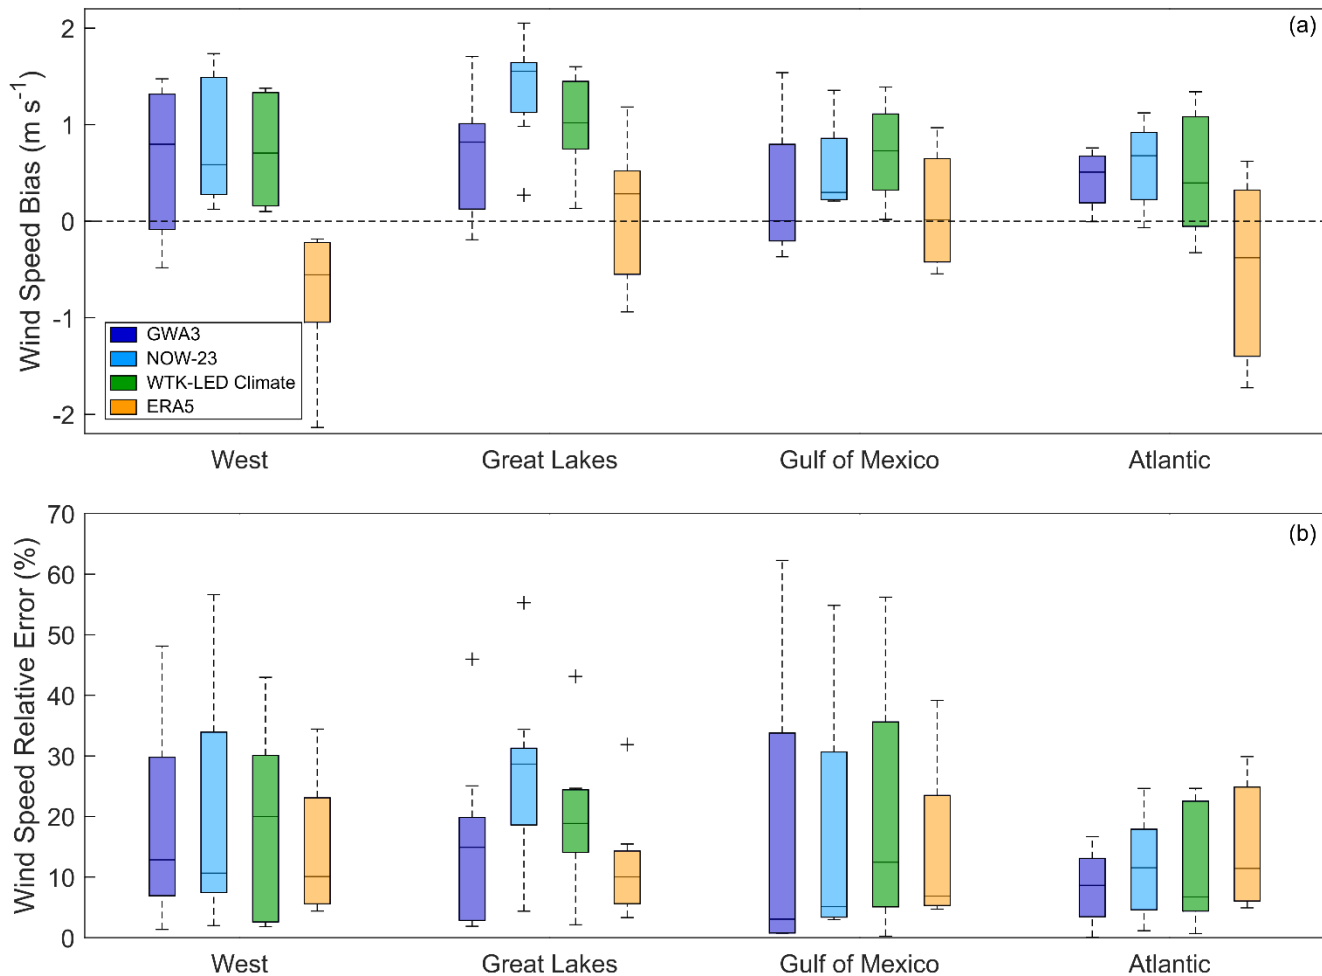 (a)
Wind Speed Bias (m s⁻¹)
2
1
0
-1
-2
GWA3
NOW-23
WTK-LED Climate
ERA5
West Great Lakes Gulf of Mexico Atlantic
(b)
Wind Speed Relative Error (%)
70
60
50
40
30
20
10
0
West Great Lakes Gulf of Mexico Atlantic